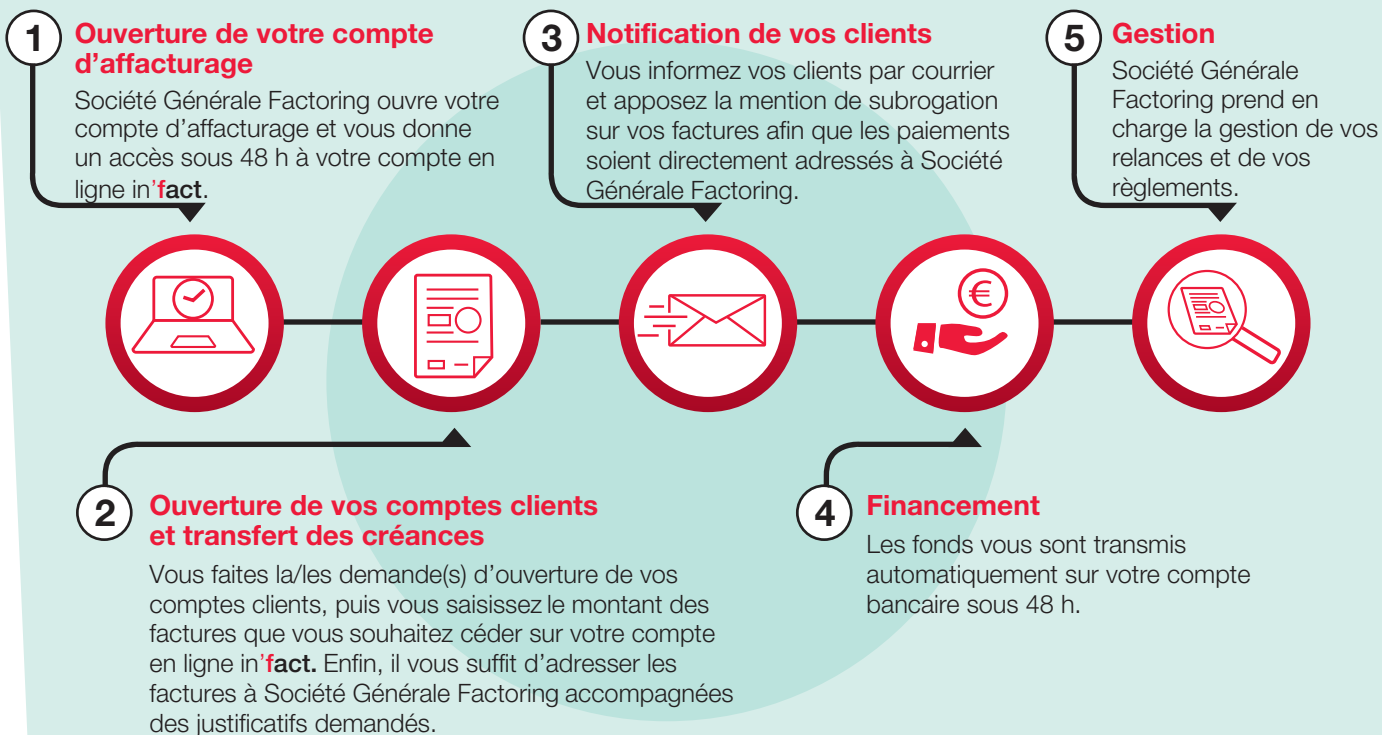 1
Ouverture de votre compte
d’affacturage
Société Générale Factoring ouvre votre
compte d’affacturage et vous donne
un accès sous 48 h à votre compte en
ligne in’fact.
2
Ouverture de vos comptes clients
et transfert des créances
Vous faites la/les demande(s) d’ouverture de vos
comptes clients, puis vous saisissez le montant des
factures que vous souhaitez céder sur votre compte
en ligne in’fact. Enfin, il vous suffit d’adresser les
factures à Société Générale Factoring accompagnées
des justificatifs demandés.
3
Notification de vos clients
Vous informez vos clients par courrier
et apposez la mention de subrogation
sur vos factures afin que les paiements
soient directement adressés à Société
Générale Factoring.
4
Financement
Les fonds vous sont transmis
automatiquement sur votre compte
bancaire sous 48 h.
5
Gestion
Société Générale
Factoring prend en
charge la gestion de vos
relances et de vos
règlements.
€